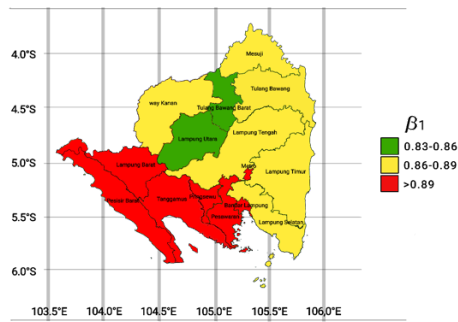 4.0°S
4.5°S
5.0°S
5.5°S
6.0°S
Mesuji
Tulang Bawang
way Kanan
Tulang Bawang Barat
Lampung Utara
Lampung Tengah
Metro
Lampung Timur
Lampung Barat
Tanggamus
Bandar Lampung
Pesawaran
Lampung Selatan
β1
0.83-0.86
0.86-0.89
>0.89
103.5°E 104.0°E 104.5°E 105.0°E 105.5°E 106.0°E